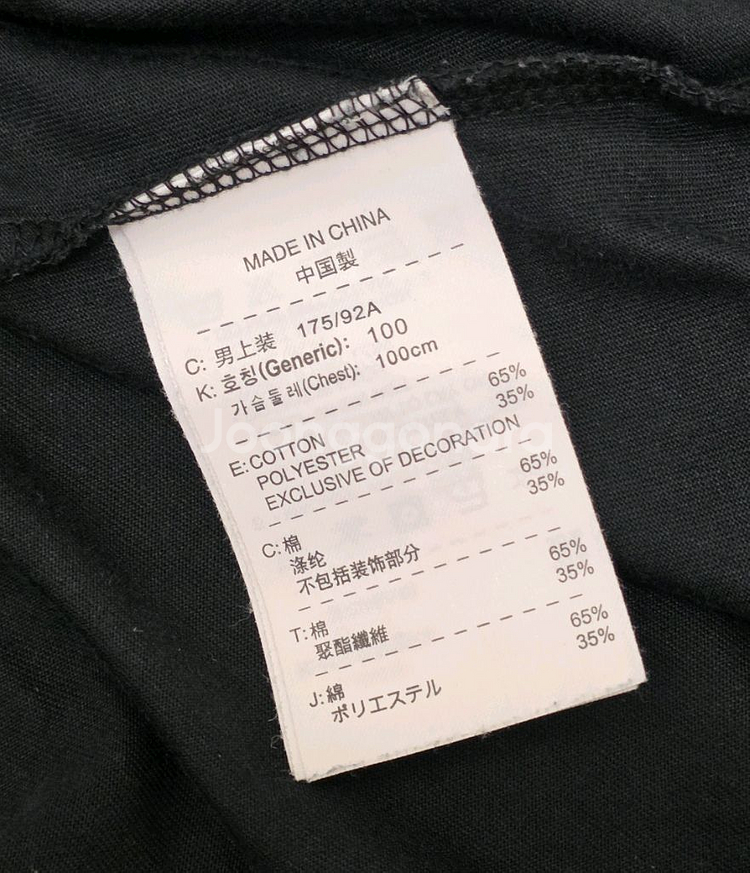 MADE IN CHINA
中国製
C: 男上装 175/92A
K: 호칭(Generic): 100
가슴둘레(Chest): 100cm
E: COTTON 65%
POLYESTER 35%
EXCLUSIVE OF DECORATION
C: 棉 65%
涤纶 35%
不包括装饰部分
T: 棉 65%
聚酯纖維 35%
J: 綿 65%
ポリエステル 35%
Joonggonara